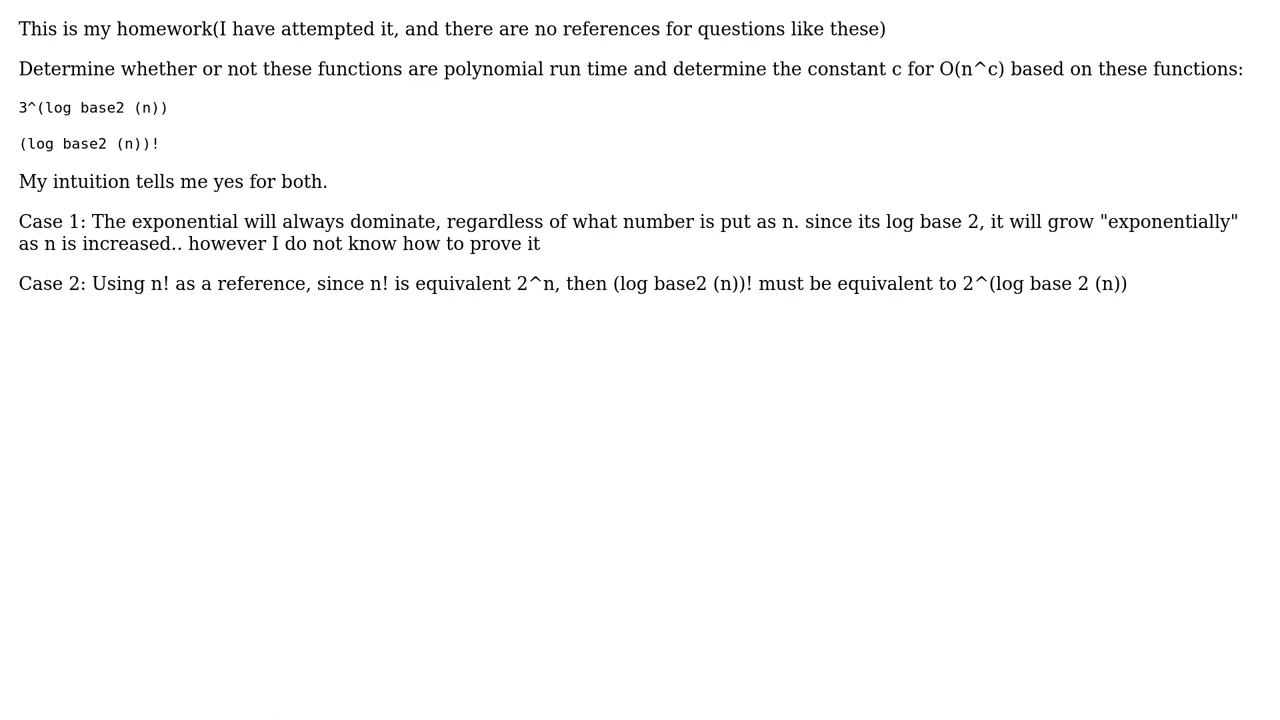 This is my homework(I have attempted it, and there are no references for questions like these)
Determine whether or not these functions are polynomial run time and determine the constant c for O(n^c) based on these functions:
3^(log base2 (n))
(log base2 (n))!
My intuition tells me yes for both.
Case 1: The exponential will always dominate, regardless of what number is put as n. since its log base 2, it will grow "exponentially"
as n is increased.. however I do not know how to prove it
Case 2: Using n! as a reference, since n! is equivalent 2^n, then (log base2 (n))! must be equivalent to 2^(log base 2 (n))